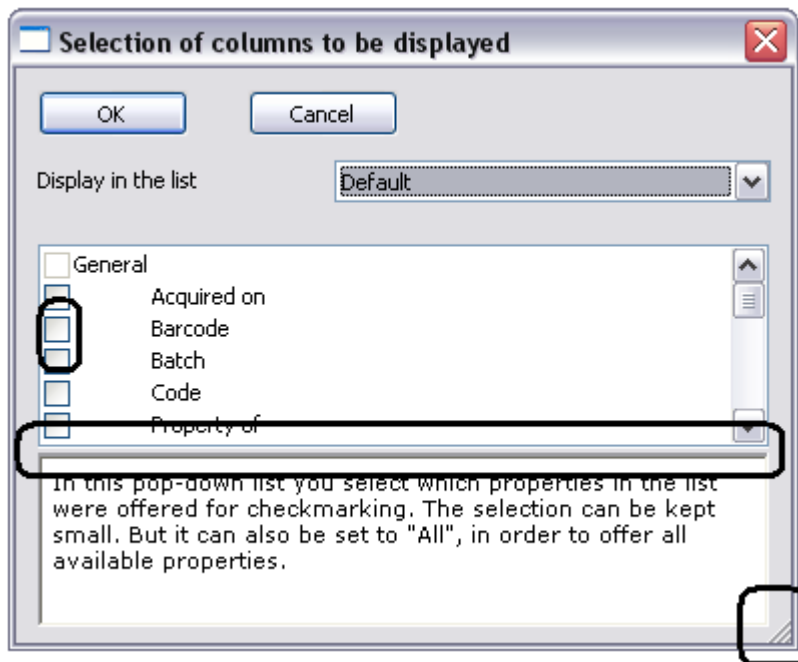 Selection of columns to be displayed
OK
Cancel
Display in the list
Default
General
Acquired on
Barcode
Batch
Code
Property of
In this pop-down list you select which properties in the list
were offered for checkmarking. The selection can be kept
small. But it can also be set to "All", in order to offer all
available properties.